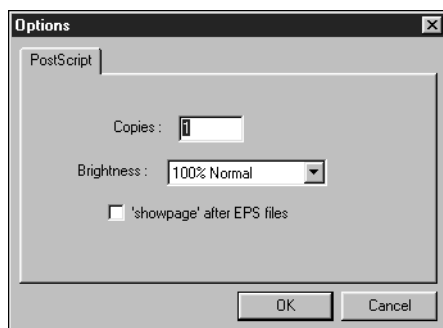 Options
PostScript
Copies : 1
Brightness : 100% Normal
'showpage' after EPS files
OK Cancel